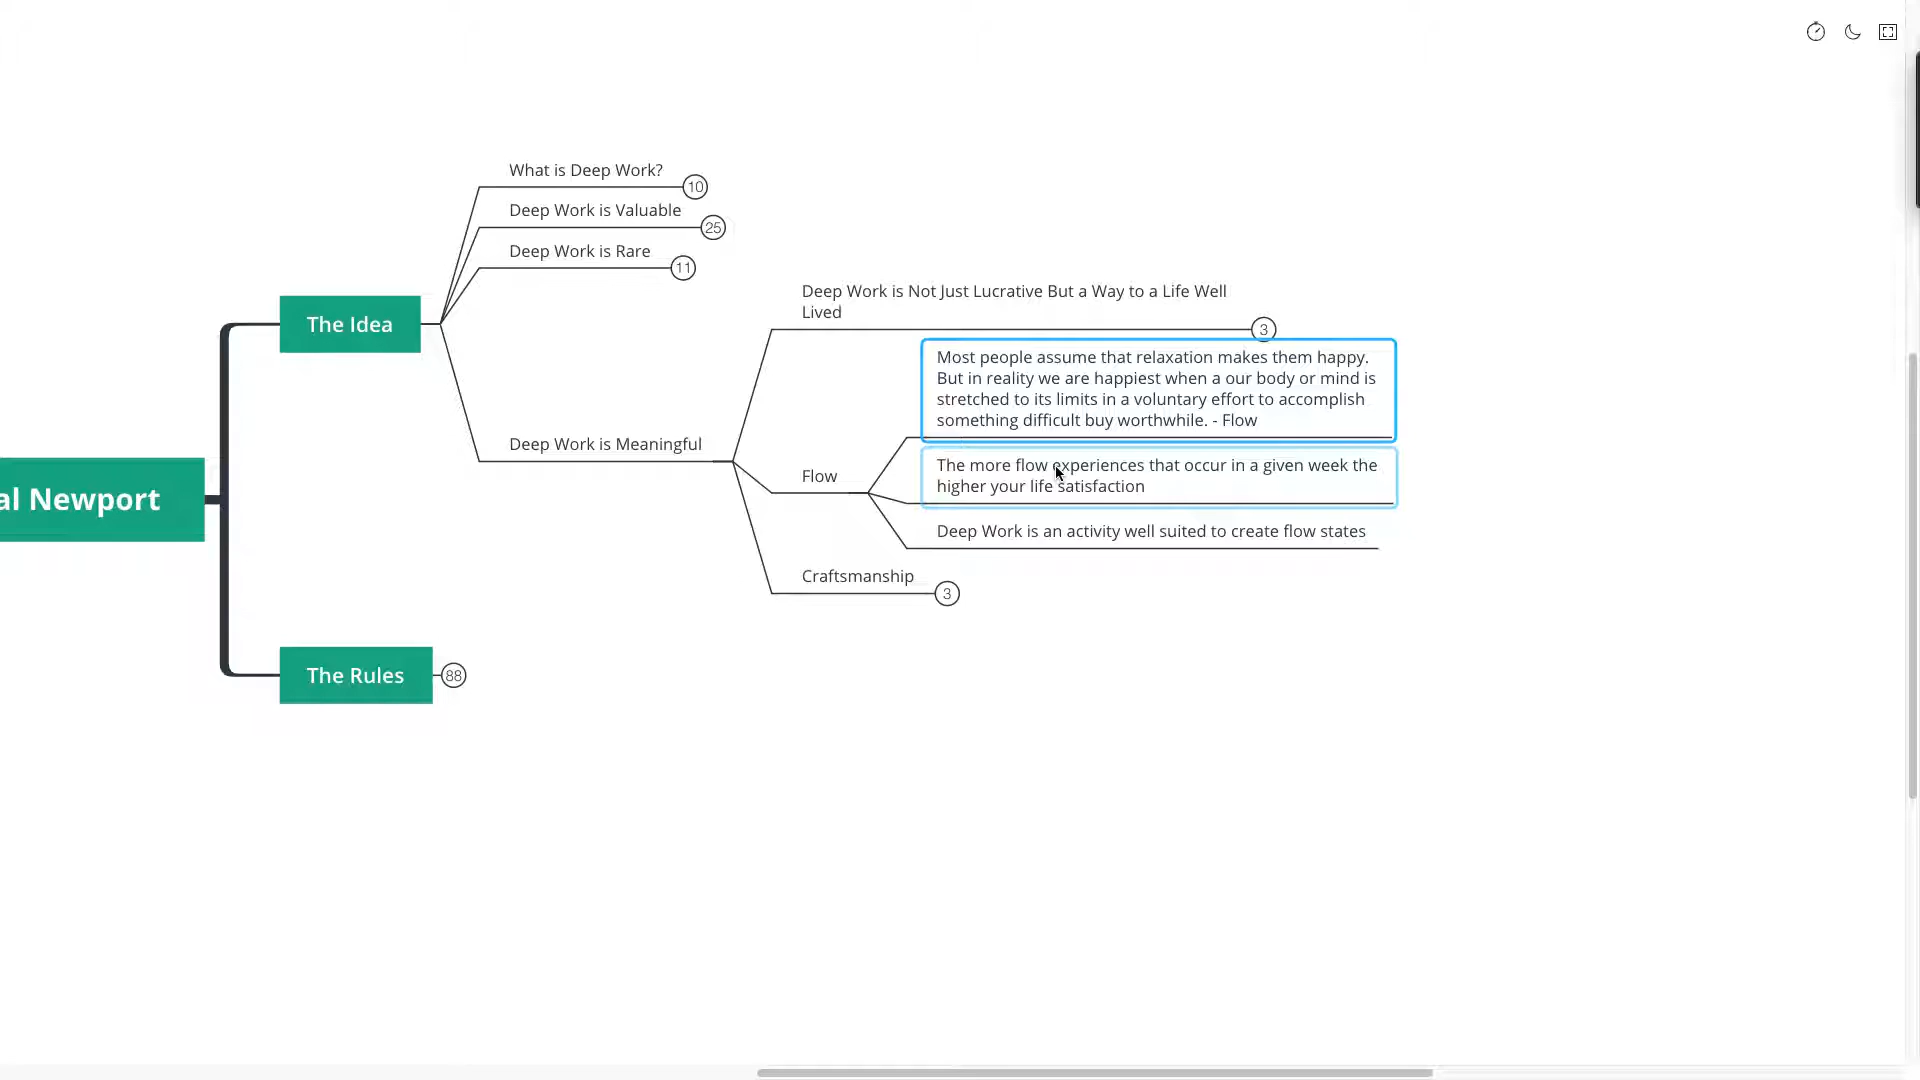 What is Deep Work?
10
Deep Work is Valuable
25
Deep Work is Rare
11
Deep Work is Not Just Lucrative But a Way to a Life Well
Lived
3
The Idea
Most people assume that relaxation makes them happy.
But in reality we are happiest when a our body or mind is
stretched to its limits in a voluntary effort to accomplish
something difficult buy worthwhile. - Flow
Deep Work is Meaningful
Flow
The more flow experiences that occur in a given week the
higher your life satisfaction
al Newport
Deep Work is an activity well suited to create flow states
Craftsmanship
3
The Rules
88